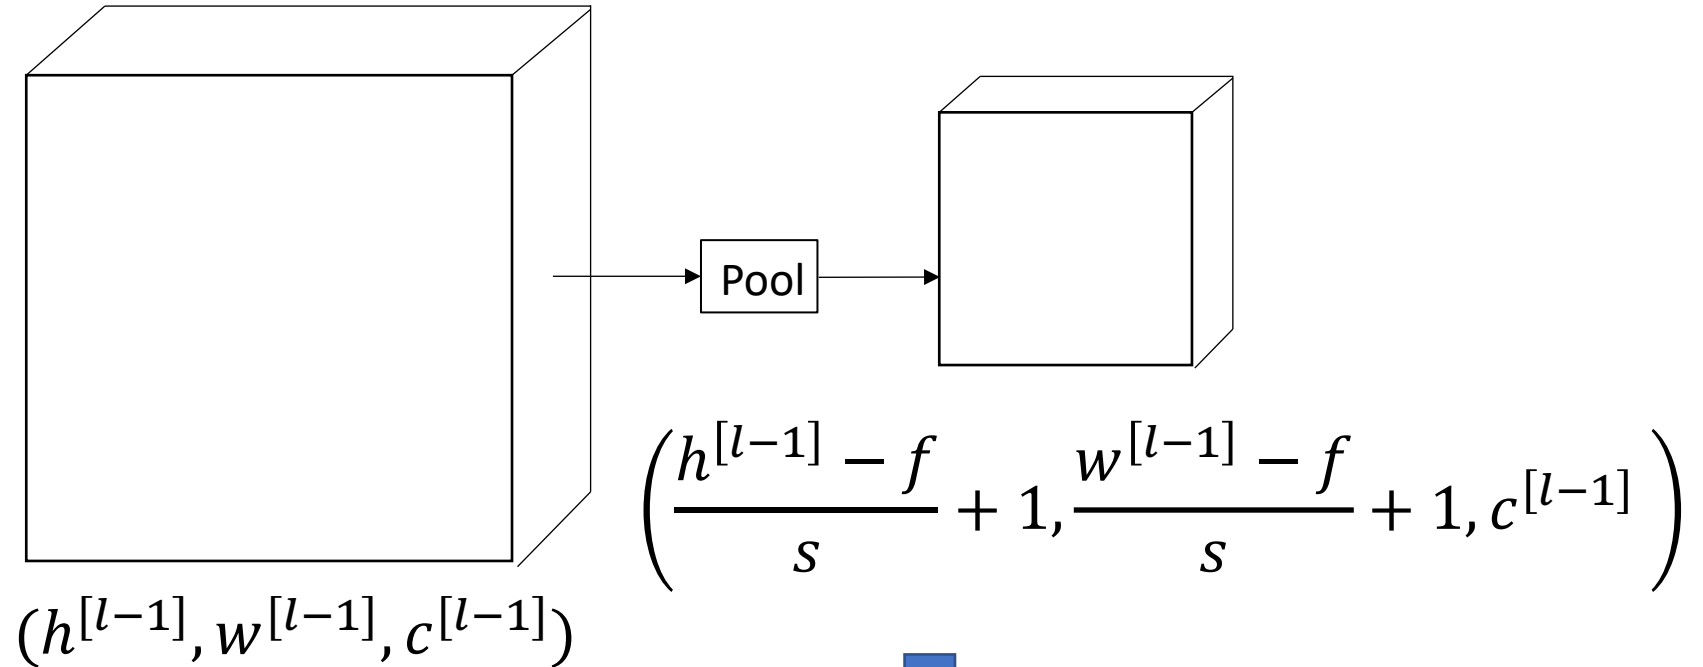 Pool
(h^[l−1] − f / s + 1, w^[l−1] − f / s + 1, c^[l−1])
(h^[l−1], w^[l−1], c^[l−1])